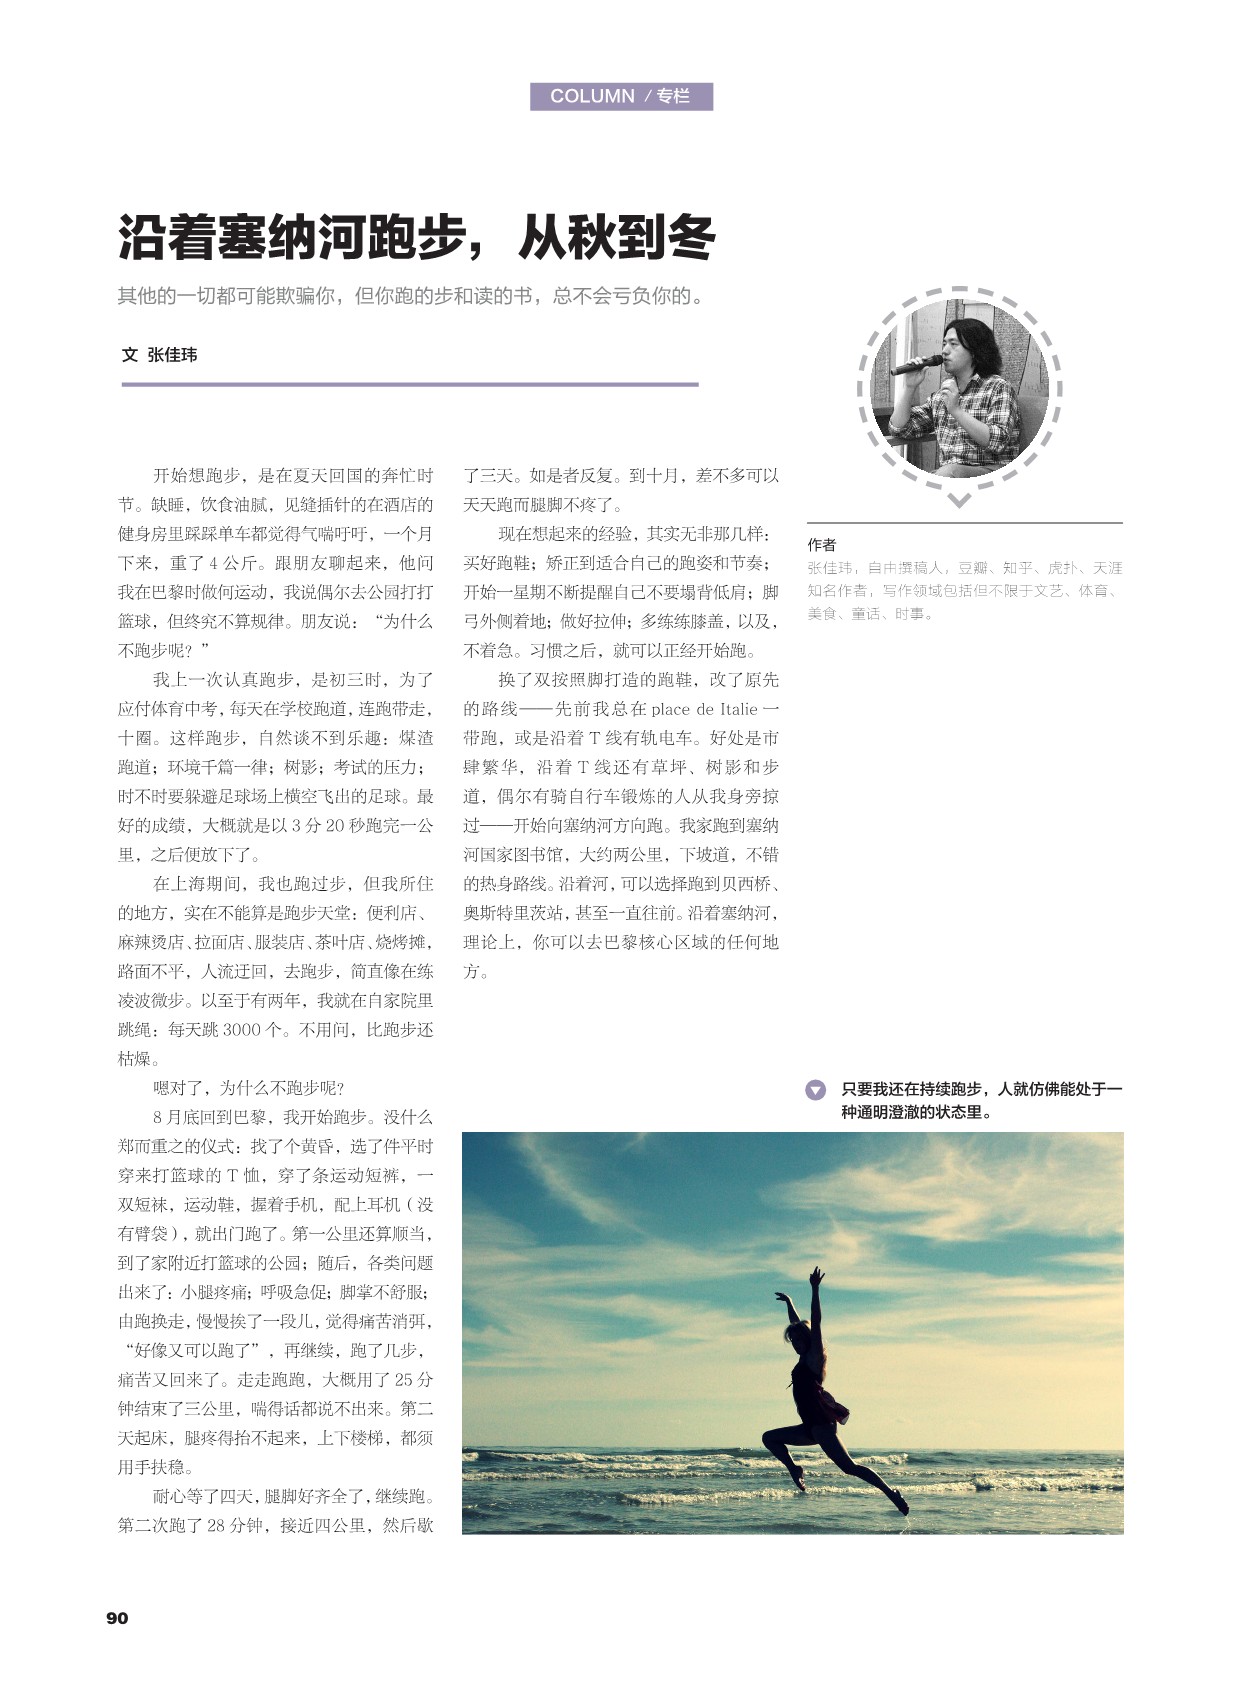 COLUMN / 专栏
沿着塞纳河跑步，从秋到冬
其他的一切都可能欺骗你，但你跑的步和读的书，总不会亏负你的。
文 张佳玮
开始想跑步，是在夏天回国的奔忙时
节。缺睡，饮食油腻，见缝插针的在酒店的
健身房里踩踩单车都觉得气喘吁吁，一个月
下来，重了 4 公斤。跟朋友聊起来，他问
我在巴黎时做何运动，我说偶尔去公园打打
篮球，但终究不算规律。朋友说：“为什么
不跑步呢？”
我上一次认真跑步，是初三时，为了
应付体育中考，每天在学校跑道，连跑带走，
十圈。这样跑步，自然谈不到乐趣：煤渣
跑道；环境千篇一律；树影；考试的压力；
时不时要躲避足球场上横空飞出的足球。最
好的成绩，大概就是以 3 分 20 秒跑完一公
里，之后便放下了。
在上海期间，我也跑过步，但我所住
的地方，实在不能算是跑步天堂：便利店、
麻辣烫店、拉面店、服装店、茶叶店、烧烤摊，
路面不平，人流迂回，去跑步，简直像在练
凌波微步。以至于有两年，我就在自家院里
跳绳：每天跳 3000 个。不用问，比跑步还
枯燥。
嗯对了，为什么不跑步呢？
8 月底回到巴黎，我开始跑步。没什么
郑而重之的仪式：找了个黄昏，选了件平时
穿来打篮球的 T 恤，穿了条运动短裤，一
双短袜，运动鞋，握着手机，配上耳机（没
有臂袋），就出门跑了。第一公里还算顺当，
到了家附近打篮球的公园；随后，各类问题
出来了：小腿疼痛；呼吸急促；脚掌不舒服；
由跑换走，慢慢挨了一段儿，觉得痛苦消弭，
“好像又可以跑了”，再继续，跑了几步，
痛苦又回来了。走走跑跑，大概用了 25 分
钟结束了三公里，喘得话都说不出来。第二
天起床，腿疼得抬不起来，上下楼梯，都须
用手扶稳。
耐心等了四天，腿脚好齐全了，继续跑。
第二次跑了 28 分钟，接近四公里，然后歇
了三天。如是者反复。到十月，差不多可以
天天跑而腿脚不疼了。
现在想起来的经验，其实无非那几样：
买好跑鞋；矫正到适合自己的跑姿和节奏；
开始一星期不断提醒自己不要塌背低肩；脚
弓外侧着地；做好拉伸；多练练膝盖，以及，
不着急。习惯之后，就可以正经开始跑。
换了双按照脚打造的跑鞋，改了原先
的路线——先前我总在 place de Italie 一
带跑，或是沿着 T 线有轨电车。好处是市
肆繁华，沿着 T 线还有草坪、树影和步
道，偶尔有骑自行车锻炼的人从我身旁掠
过——开始向塞纳河方向跑。我家跑到塞纳
河国家图书馆，大约两公里，下坡道，不错
的热身路线。沿着河，可以选择跑到贝西桥、
奥斯特里茨站，甚至一直往前。沿着塞纳河，
理论上，你可以去巴黎核心区域的任何地
方。
作者
张佳玮，自由撰稿人，豆瓣、知乎、虎扑、天涯
知名作者，写作领域包括但不限于文艺、体育、
美食、童话、时事。
只要我还在持续跑步，人就仿佛能处于一
种通明澄澈的状态里。
90